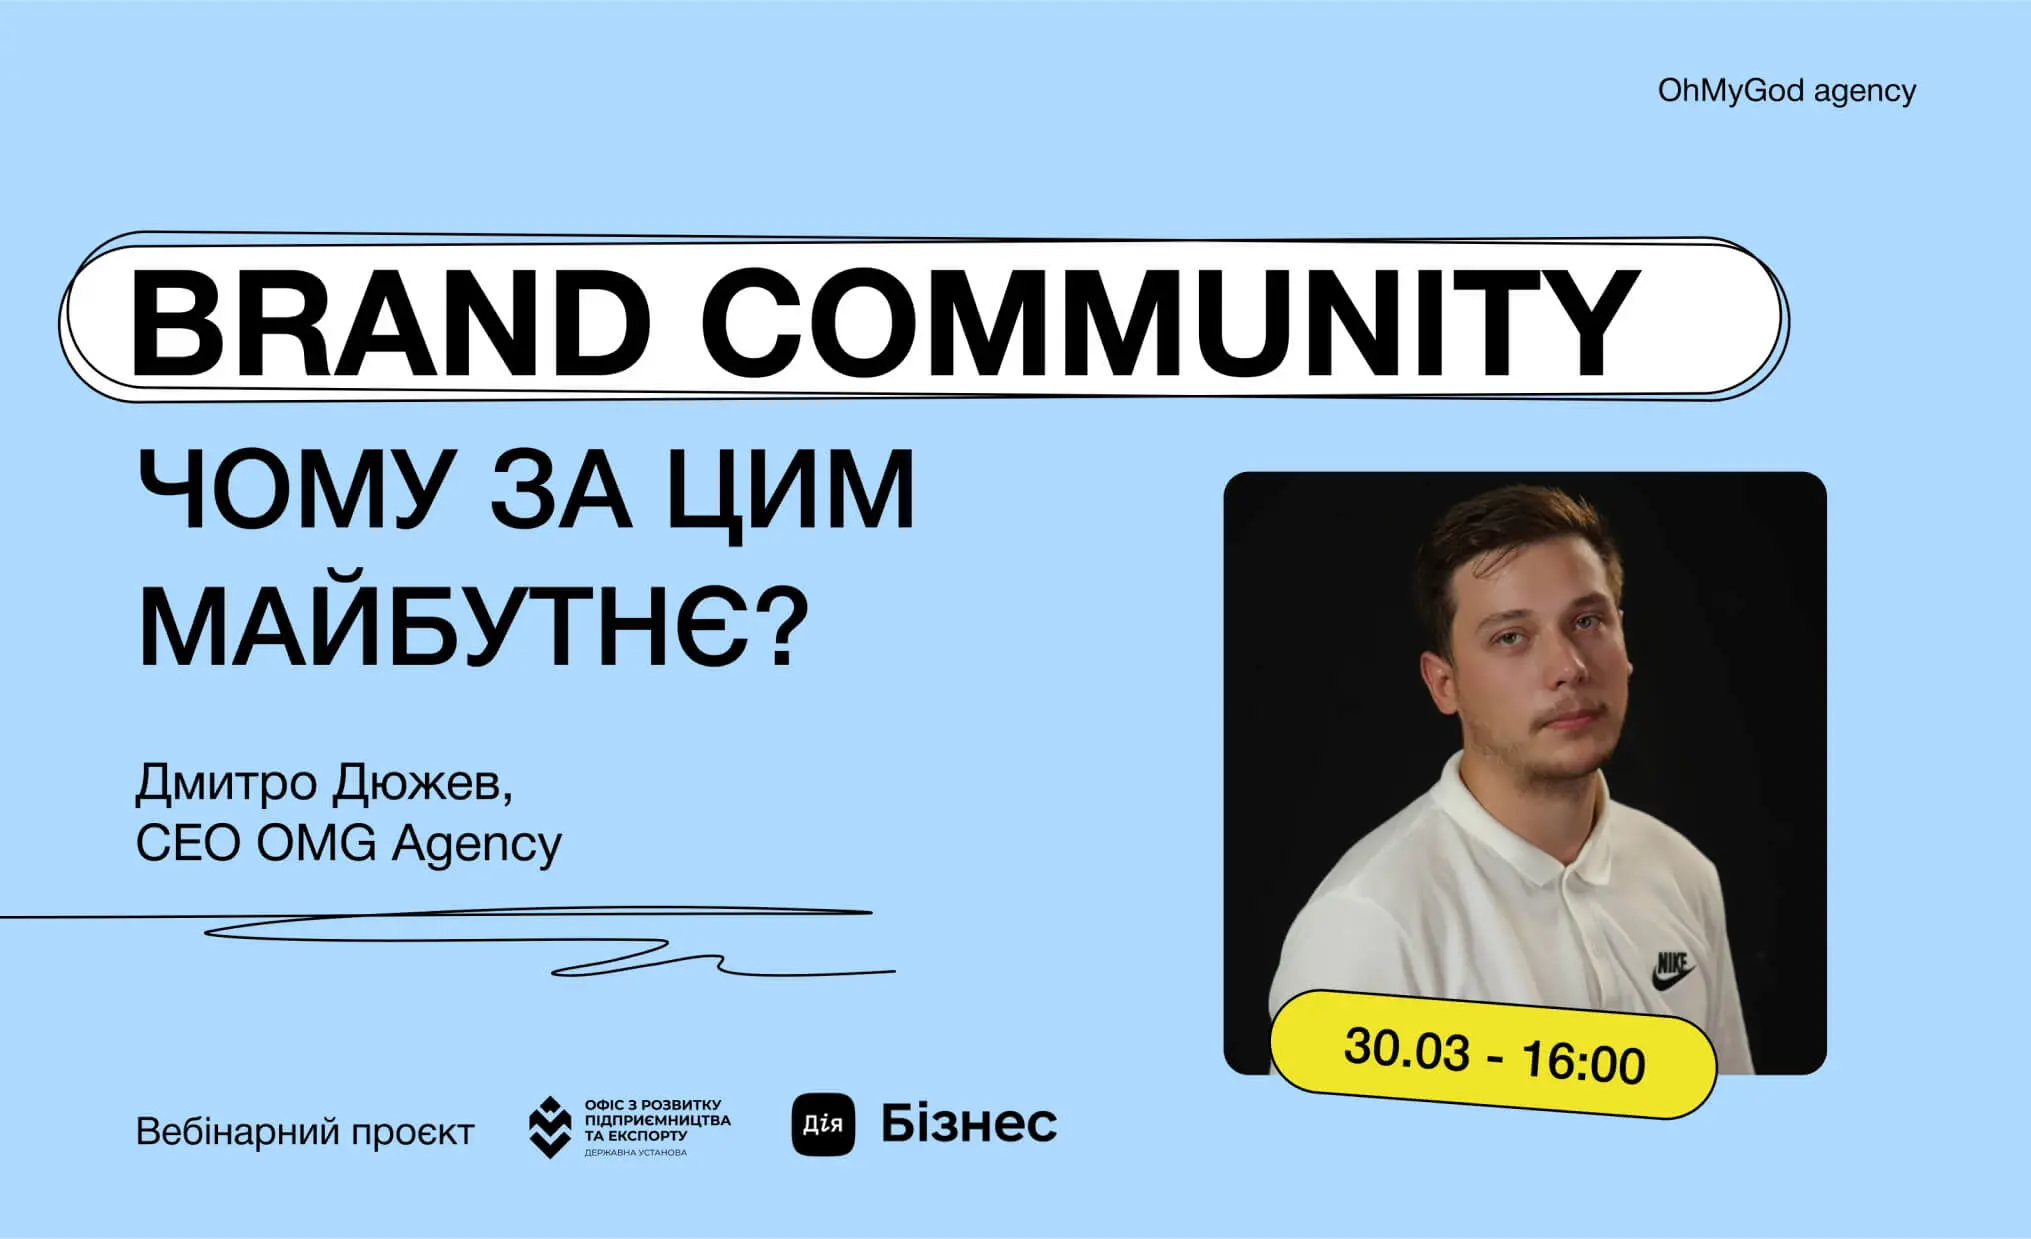 OhMyGod agency
BRAND COMMUNITY
ЧОМУ ЗА ЦИМ
МАЙБУТНЄ?
Дмитро Дюжев,
CEO OMG Agency
NIKE
30.03 - 16:00
Вебінарний проєкт
ОФІС З РОЗВИТКУ
ПІДПРИЄМНИЦТВА
ТА ЕКСПОРТУ
ДЕРЖАВНА УСТАНОВА
Дія
Бізнес